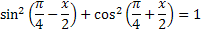 sin²(π/4 − x/2) + cos²(π/4 + x/2) = 1